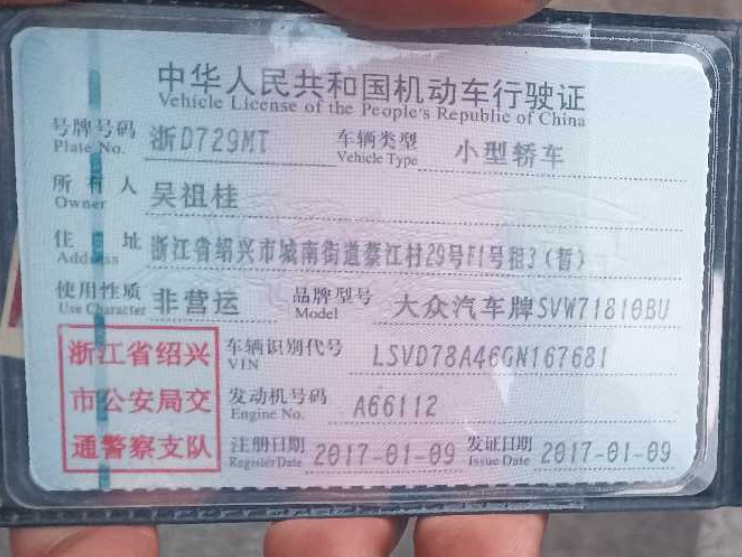 中华人民共和国机动车行驶证
Vehicle License of the People's Republic of China
号牌号码 浙D729MT 车辆类型 小型轿车
Plate No. Vehicle Type
所有人 吴祖桂
Owner
住址 浙江省绍兴市城南街道蔡江村29号F1号租3(暂)
Address
使用性质 非营运 品牌型号 大众汽车牌SVW71810BU
Use Character Model
浙江省绍兴 车辆识别代号 LSVD78A46GN167681
VIN
市公安局交 发动机号码 A66112
Engine No.
通警察支队 注册日期 2017-01-09 发证日期 2017-01-09
Register Date Issue Date